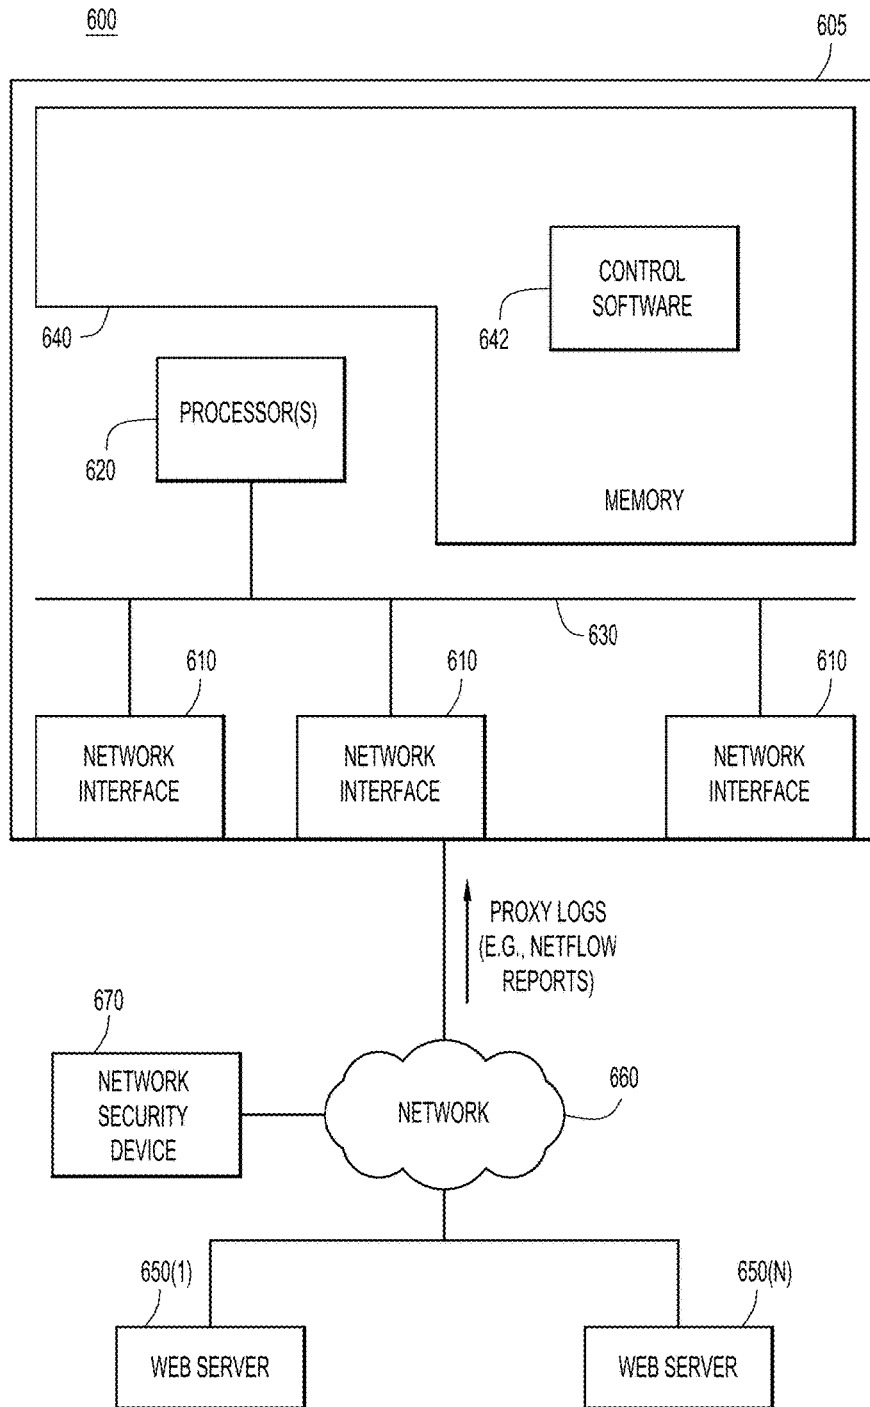 600
605
CONTROL
SOFTWARE
640
642
PROCESSOR(S)
620
MEMORY
630
610
610
610
NETWORK
INTERFACE
NETWORK
INTERFACE
NETWORK
INTERFACE
PROXY LOGS
(E.G., NETFLOW
REPORTS)
670
NETWORK
SECURITY
DEVICE
NETWORK
660
650(1)
650(N)
WEB SERVER
WEB SERVER